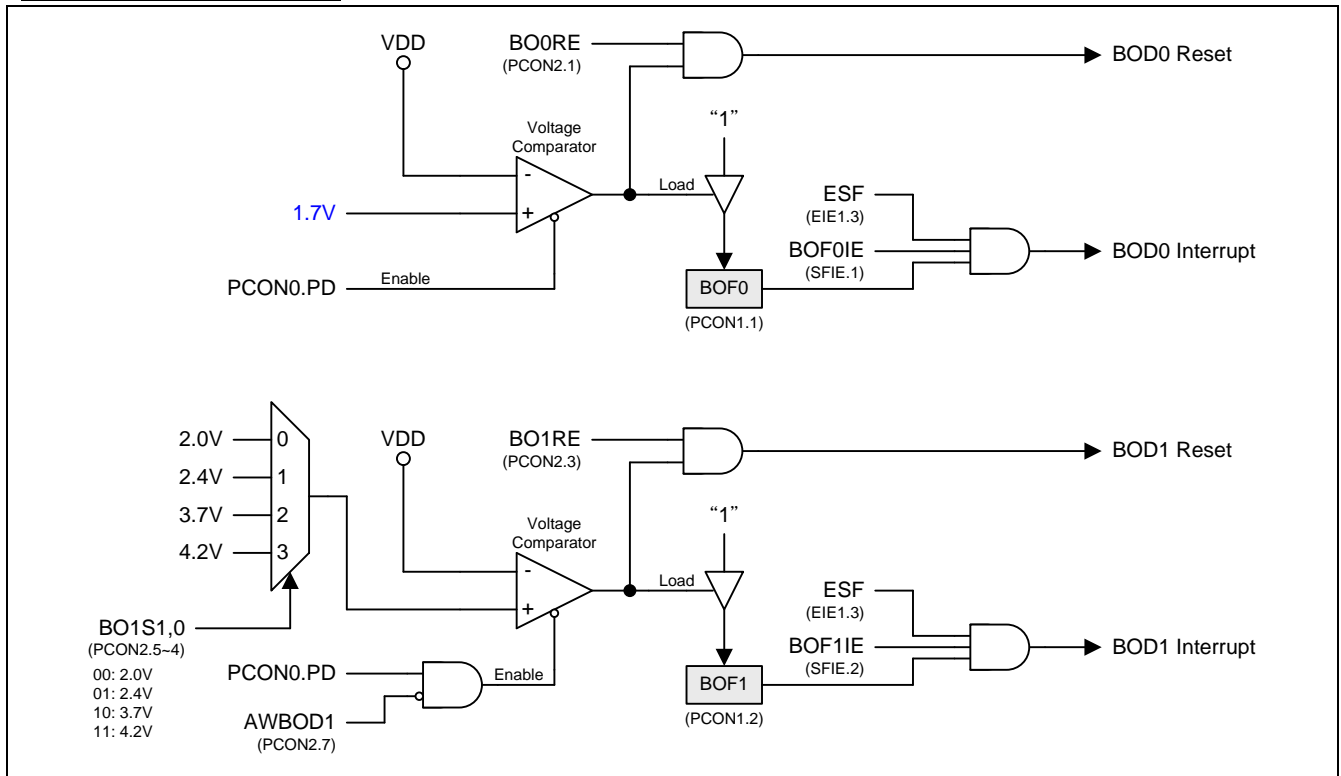 VDD
BO0RE
(PCON2.1)
BOD0 Reset
Voltage
Comparator
"1"
-
Load
ESF
(EIE1.3)
1.7V
+
BOF0IE
(SFIE.1)
BOD0 Interrupt
PCON0.PD
Enable
BOF0
(PCON1.1)
2.0V
0
2.4V
1
3.7V
2
4.2V
3
VDD
BO1RE
(PCON2.3)
BOD1 Reset
Voltage
Comparator
"1"
-
Load
ESF
(EIE1.3)
+
BO1S1,0
(PCON2.5~4)
00: 2.0V
01: 2.4V
10: 3.7V
11: 4.2V
BOF1IE
(SFIE.2)
BOD1 Interrupt
PCON0.PD
Enable
BOF1
(PCON1.2)
AWBOD1
(PCON2.7)